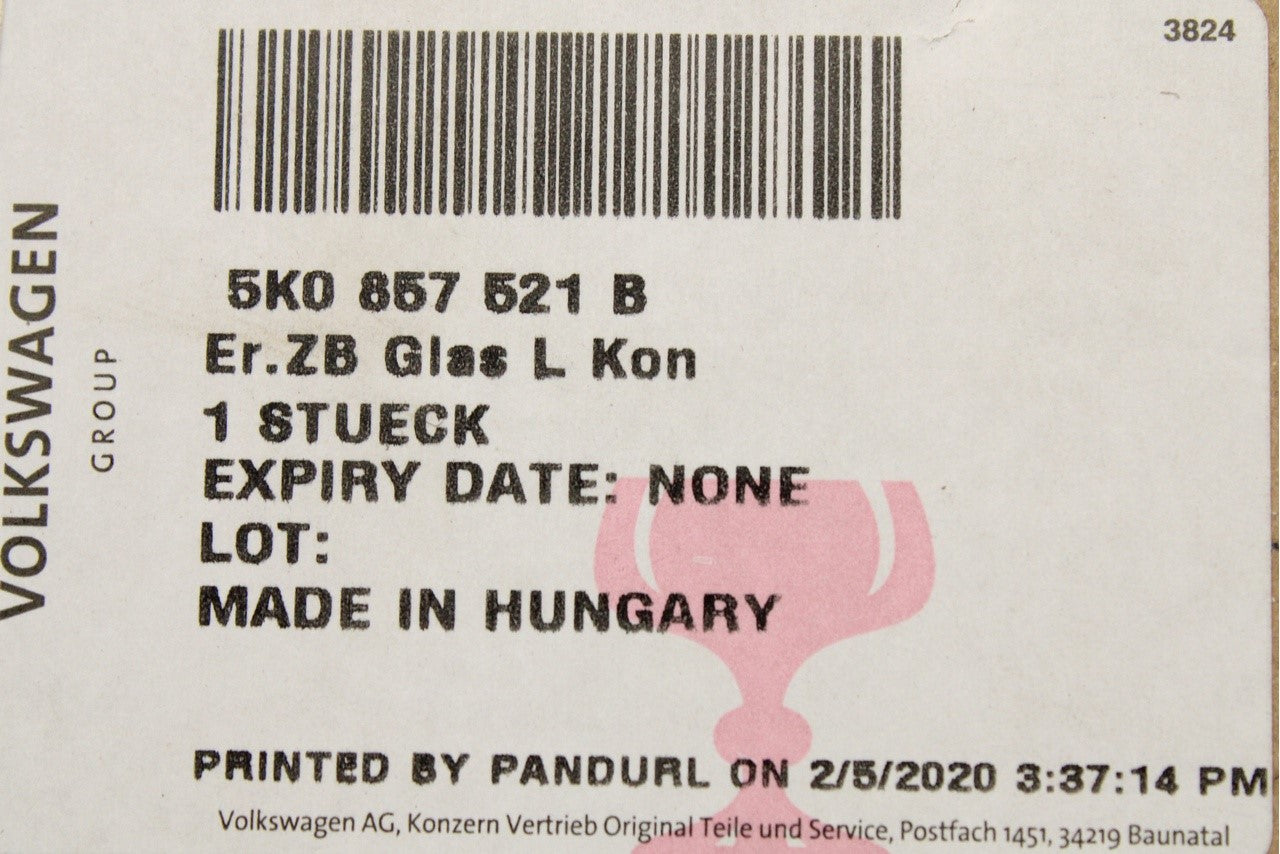 3824
VOLKSWAGEN
GROUP
5K0 857 521 B
Er.ZB Glas L Kon
1 STUECK
EXPIRY DATE: NONE
LOT:
MADE IN HUNGARY
PRINTED BY PANDURL ON 2/5/2020 3:37:14 PM
Volkswagen AG, Konzern Vertrieb Original Teile und Service, Postfach 1451, 34219 Baunatal